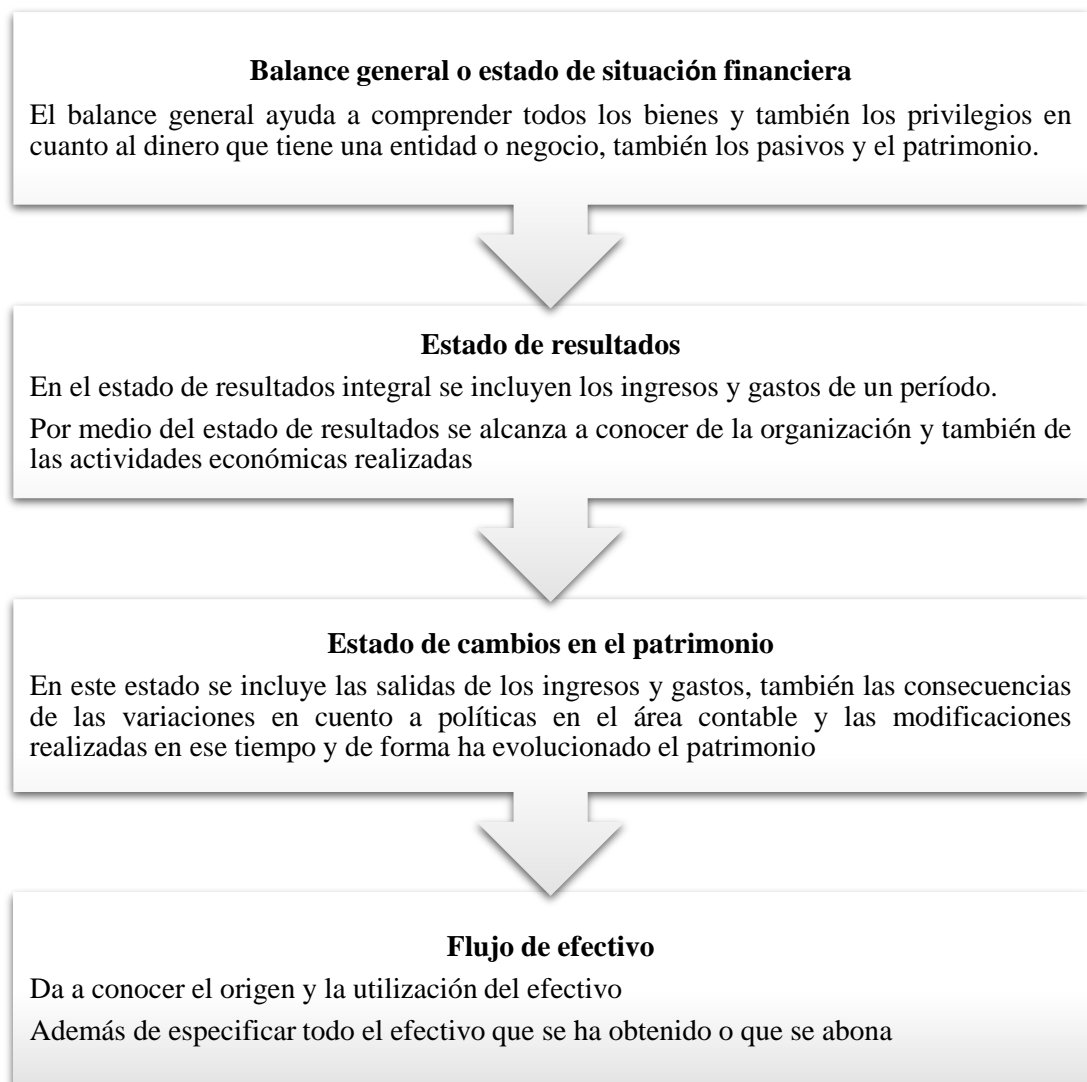 Balance general o estado de situación financiera
El balance general ayuda a comprender todos los bienes y también los privilegios en
cuanto al dinero que tiene una entidad o negocio, también los pasivos y el patrimonio.
Estado de resultados
En el estado de resultados integral se incluyen los ingresos y gastos de un período.
Por medio del estado de resultados se alcanza a conocer de la organización y también de
las actividades económicas realizadas
Estado de cambios en el patrimonio
En este estado se incluye las salidas de los ingresos y gastos, también las consecuencias
de las variaciones en cuento a políticas en el área contable y las modificaciones
realizadas en ese tiempo y de forma ha evolucionado el patrimonio
Flujo de efectivo
Da a conocer el origen y la utilización del efectivo
Además de especificar todo el efectivo que se ha obtenido o que se abona